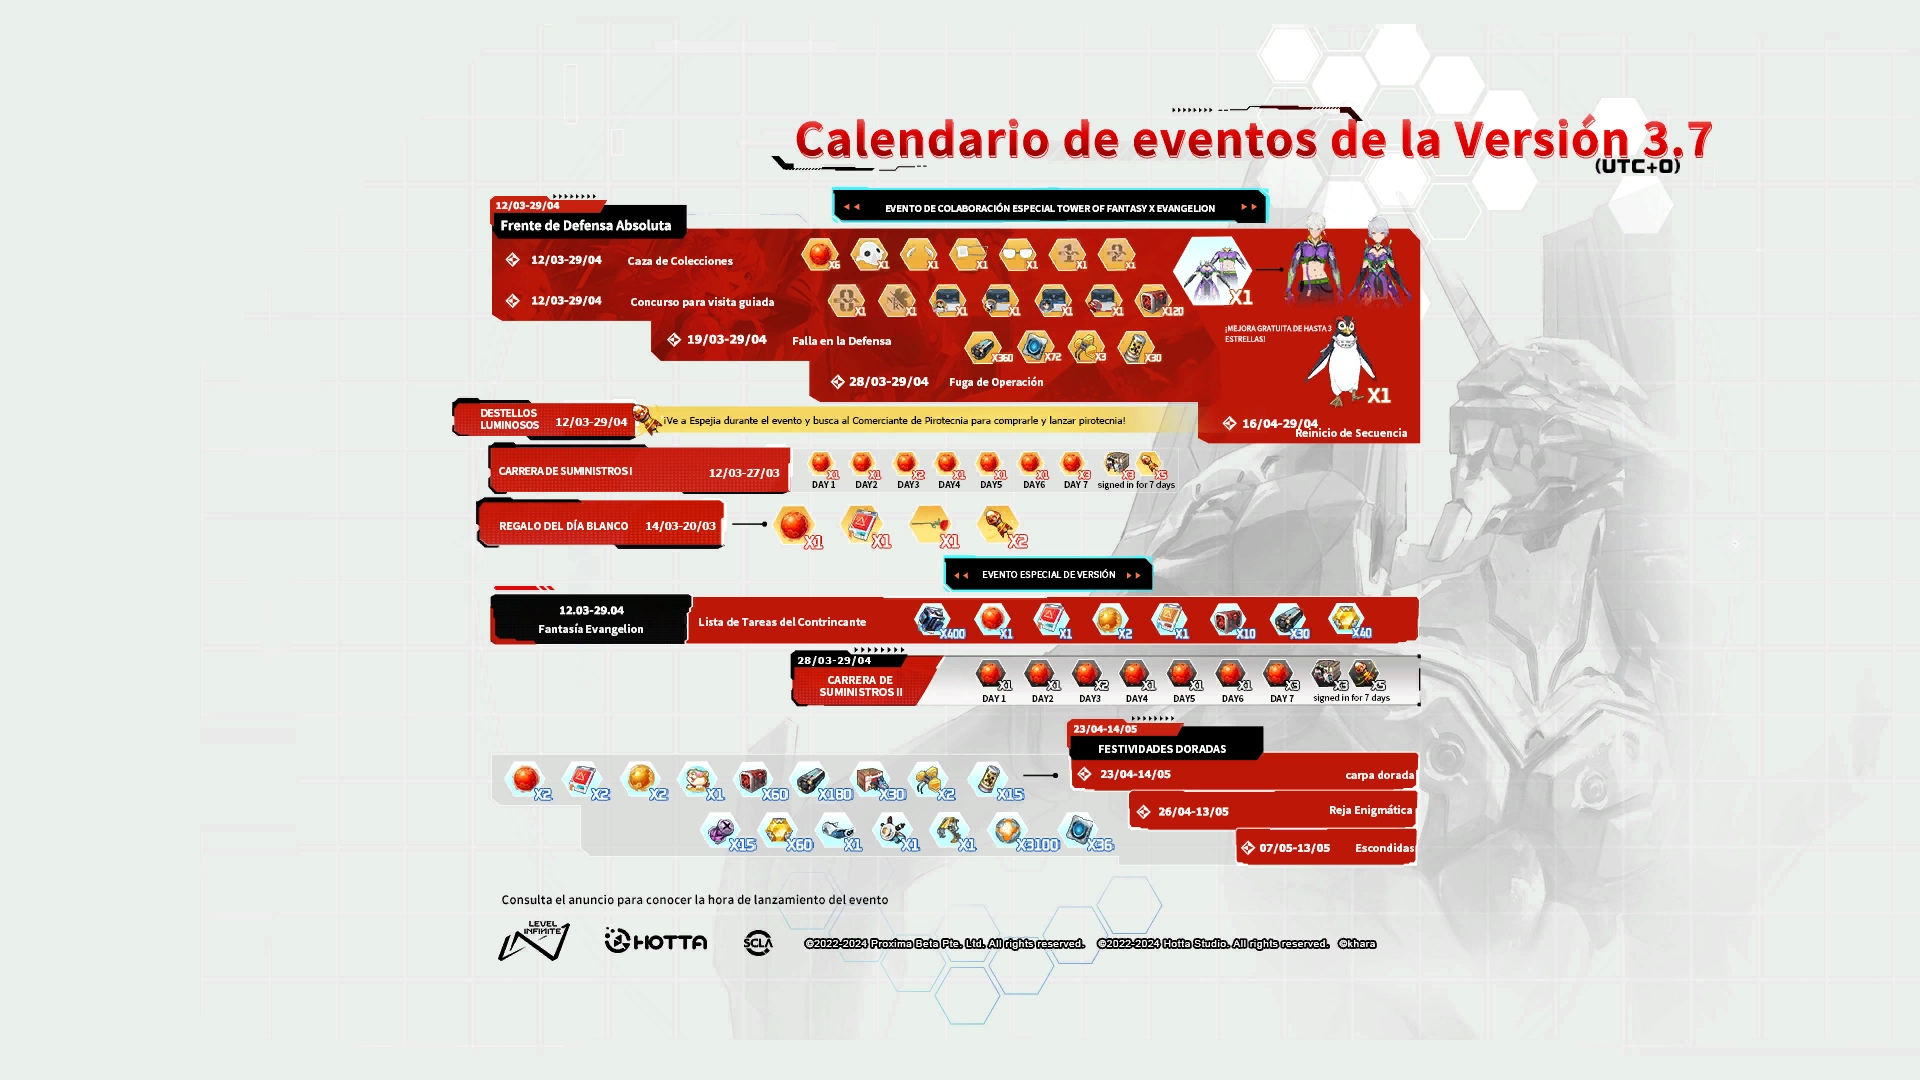 Calendario de eventos de la Versión 3.7
(UTC+0)
EVENTO DE COLABORACIÓN ESPECIAL TOWER OF FANTASY X EVANGELION
12/03-29/04
Frente de Defensa Absoluta
12/03-29/04 Caza de Colecciones
X6 X1 X1 X1 X1 X1 X1
X1
12/03-29/04 Concurso para visita guiada
X1 X1 X1 X1 X1 X1 X120
19/03-29/04 Falla en la Defensa
X360 X72 X3 X30
28/03-29/04 Fuga de Operación
¡MEJORA GRATUITA DE HASTA 3
ESTRELLAS!
X1
16/04-29/04
Reinicio de Secuencia
DESTELLOS
LUMINOSOS
12/03-29/04
¡Ve a Espejia durante el evento y busca al Comerciante de Pirotecnia para comprarle y lanzar pirotecnia!
CARRERA DE SUMINISTROS I 12/03-27/03
X1 X1 X2 X1 X1 X1 X3 X3 X5
DAY 1 DAY2 DAY3 DAY4 DAY5 DAY6 DAY 7 signed in for 7 days
REGALO DEL DÍA BLANCO 14/03-20/03
X1 X1 X1 X2
EVENTO ESPECIAL DE VERSIÓN
12.03-29.04
Fantasía Evangelion
Lista de Tareas del Contrincante
X400 X1 X1 X2 X1 X10 X30 X40
28/03-29/04
CARRERA DE
SUMINISTROS II
X1 X1 X2 X1 X1 X1 X3 X3 X5
DAY 1 DAY2 DAY3 DAY4 DAY5 DAY6 DAY 7 signed in for 7 days
23/04-14/05
FESTIVIDADES DORADAS
23/04-14/05 carpa dorada
26/04-13/05 Reja Enigmática
07/05-13/05 Escondidas
X2 X2 X2 X1 X60 X180 X30 X2 X15
X15 X60 X1 X1 X1 X3100 X36
Consulta el anuncio para conocer la hora de lanzamiento del evento
LEVEL
INFINITE
HOTTA
SCLA
©2022-2024 Proxima Beta Pte. Ltd. All rights reserved. ©2022-2024 Hotta Studio. All rights reserved. ©khara